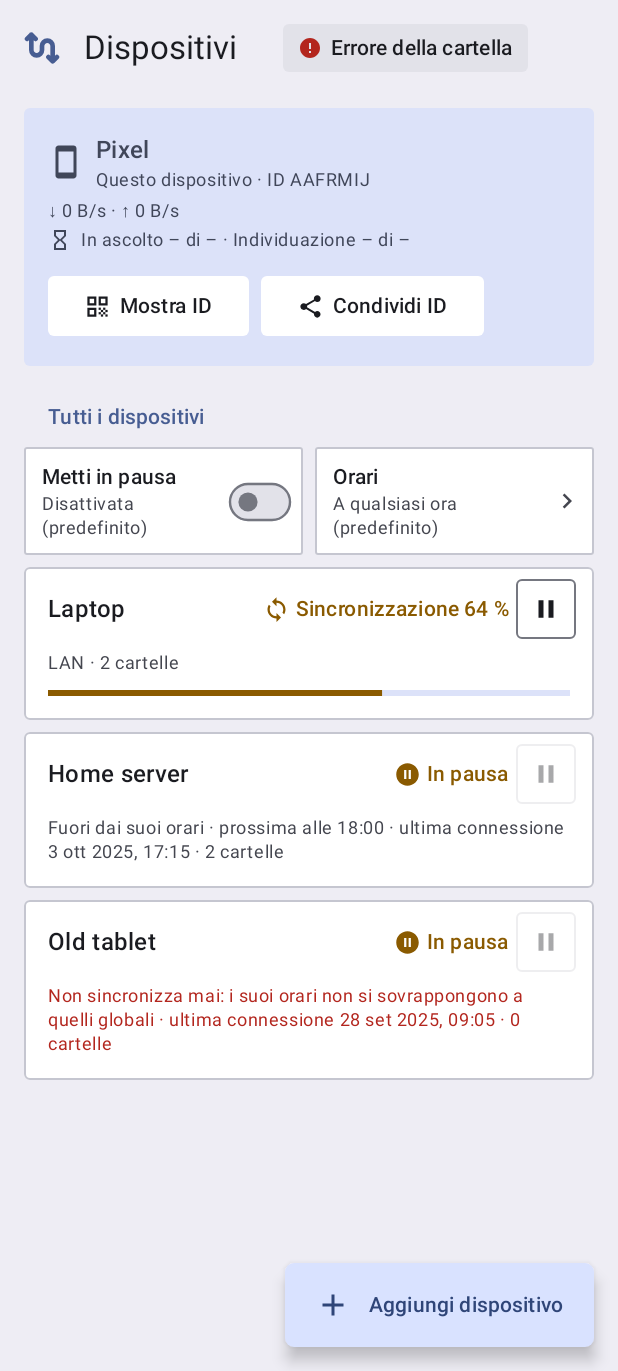 Dispositivi
Errore della cartella
Pixel
Questo dispositivo · ID AAFRMIJ
↓ 0 B/s · ↑ 0 B/s
In ascolto – di – · Individuazione – di –
Mostra ID
Condividi ID
Tutti i dispositivi
Metti in pausa
Disattivata
(predefinito)
Orari
A qualsiasi ora
(predefinito)
Laptop
Sincronizzazione 64 %
LAN · 2 cartelle
Home server
In pausa
Fuori dai suoi orari · prossima alle 18:00 · ultima connessione
3 ott 2025, 17:15 · 2 cartelle
Old tablet
In pausa
Non sincronizza mai: i suoi orari non si sovrappongono a
quelli globali · ultima connessione 28 set 2025, 09:05 · 0
cartelle
Aggiungi dispositivo